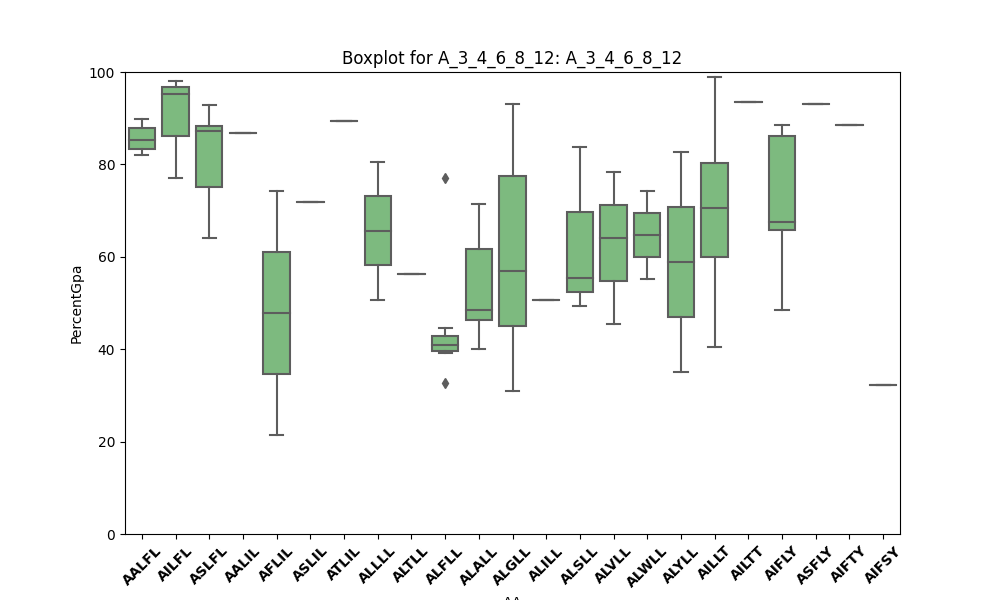 Boxplot for A_3_4_6_8_12: A_3_4_6_8_12
PercentGpa
100
80
60
40
20
0
AALFL
AILFL
ASLFL
AALIL
AFLIL
ASLIL
ATLIL
ALLLL
ALTLL
ALFLL
ALALL
ALGLL
ALILL
ALSLL
ALVLL
ALWLL
ALYLL
AILLT
AILTT
AIFLY
ASFLY
AIFTY
AIFSY